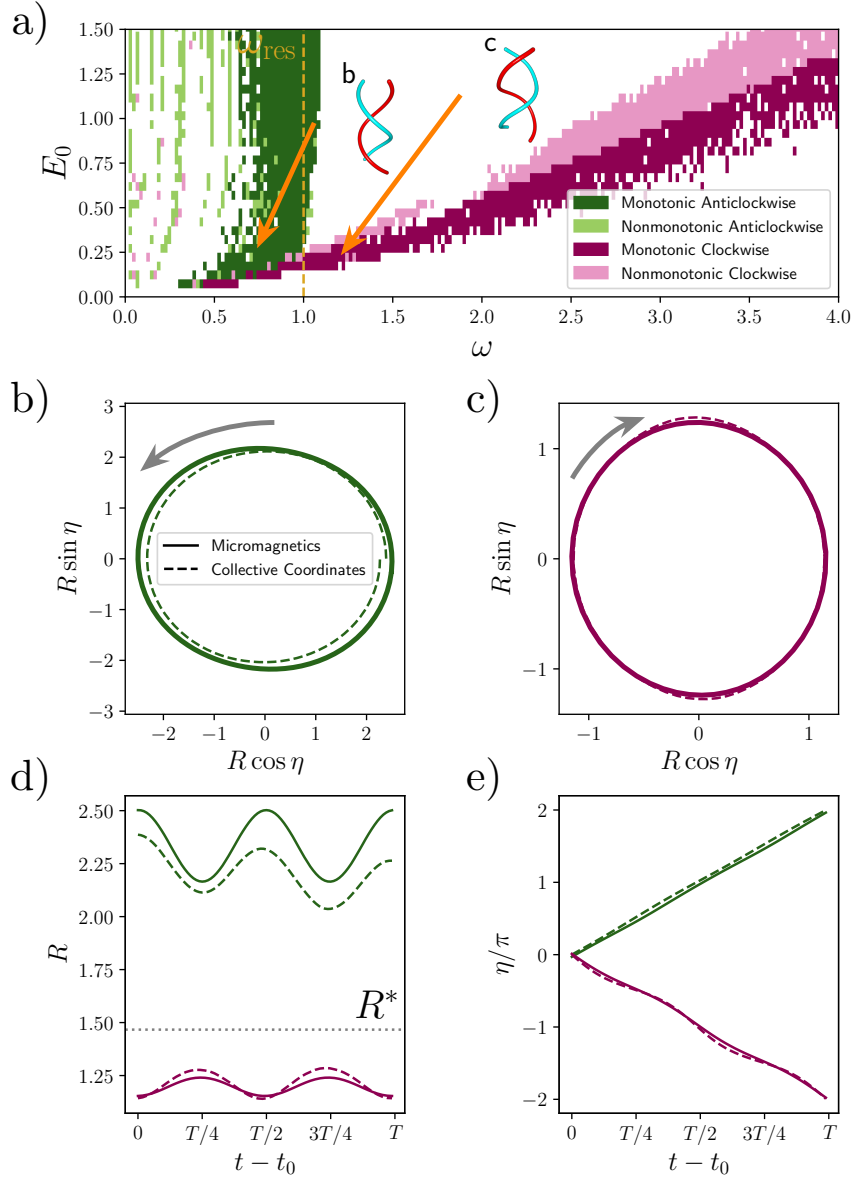 a)
1.50
1.25
1.00
0.75
0.50
0.25
0.00
E₀
ω_res
b
c
Monotonic Anticlockwise
Nonmonotonic Anticlockwise
Monotonic Clockwise
Nonmonotonic Clockwise
0.0 0.5 1.0 1.5 2.0 2.5 3.0 3.5 4.0
ω
b)
3
2
1
0
−1
−2
−3
R sin η
Micromagnetics
Collective Coordinates
−2 −1 0 1 2
R cos η
c)
1
0
−1
R sin η
−1 0 1
R cos η
d)
2.50
2.25
2.00
1.75
1.50
1.25
R
R*
0 T/4 T/2 3T/4 T
t − t₀
e)
2
1
0
−1
−2
η/π
0 T/4 T/2 3T/4 T
t − t₀